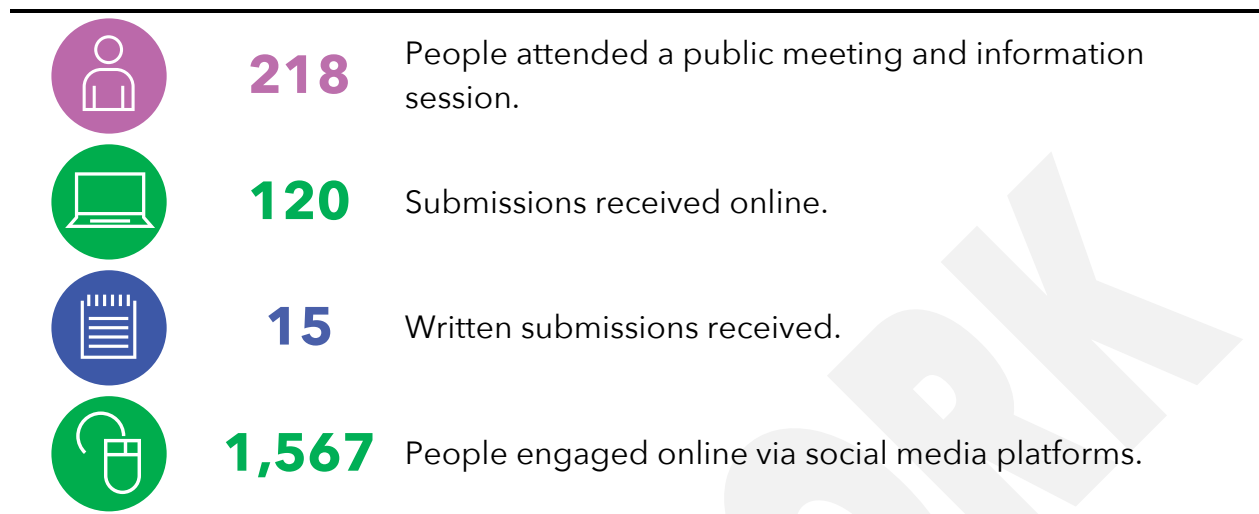 218 People attended a public meeting and information
session.
120 Submissions received online.
15 Written submissions received.
1,567 People engaged online via social media platforms.
ORK